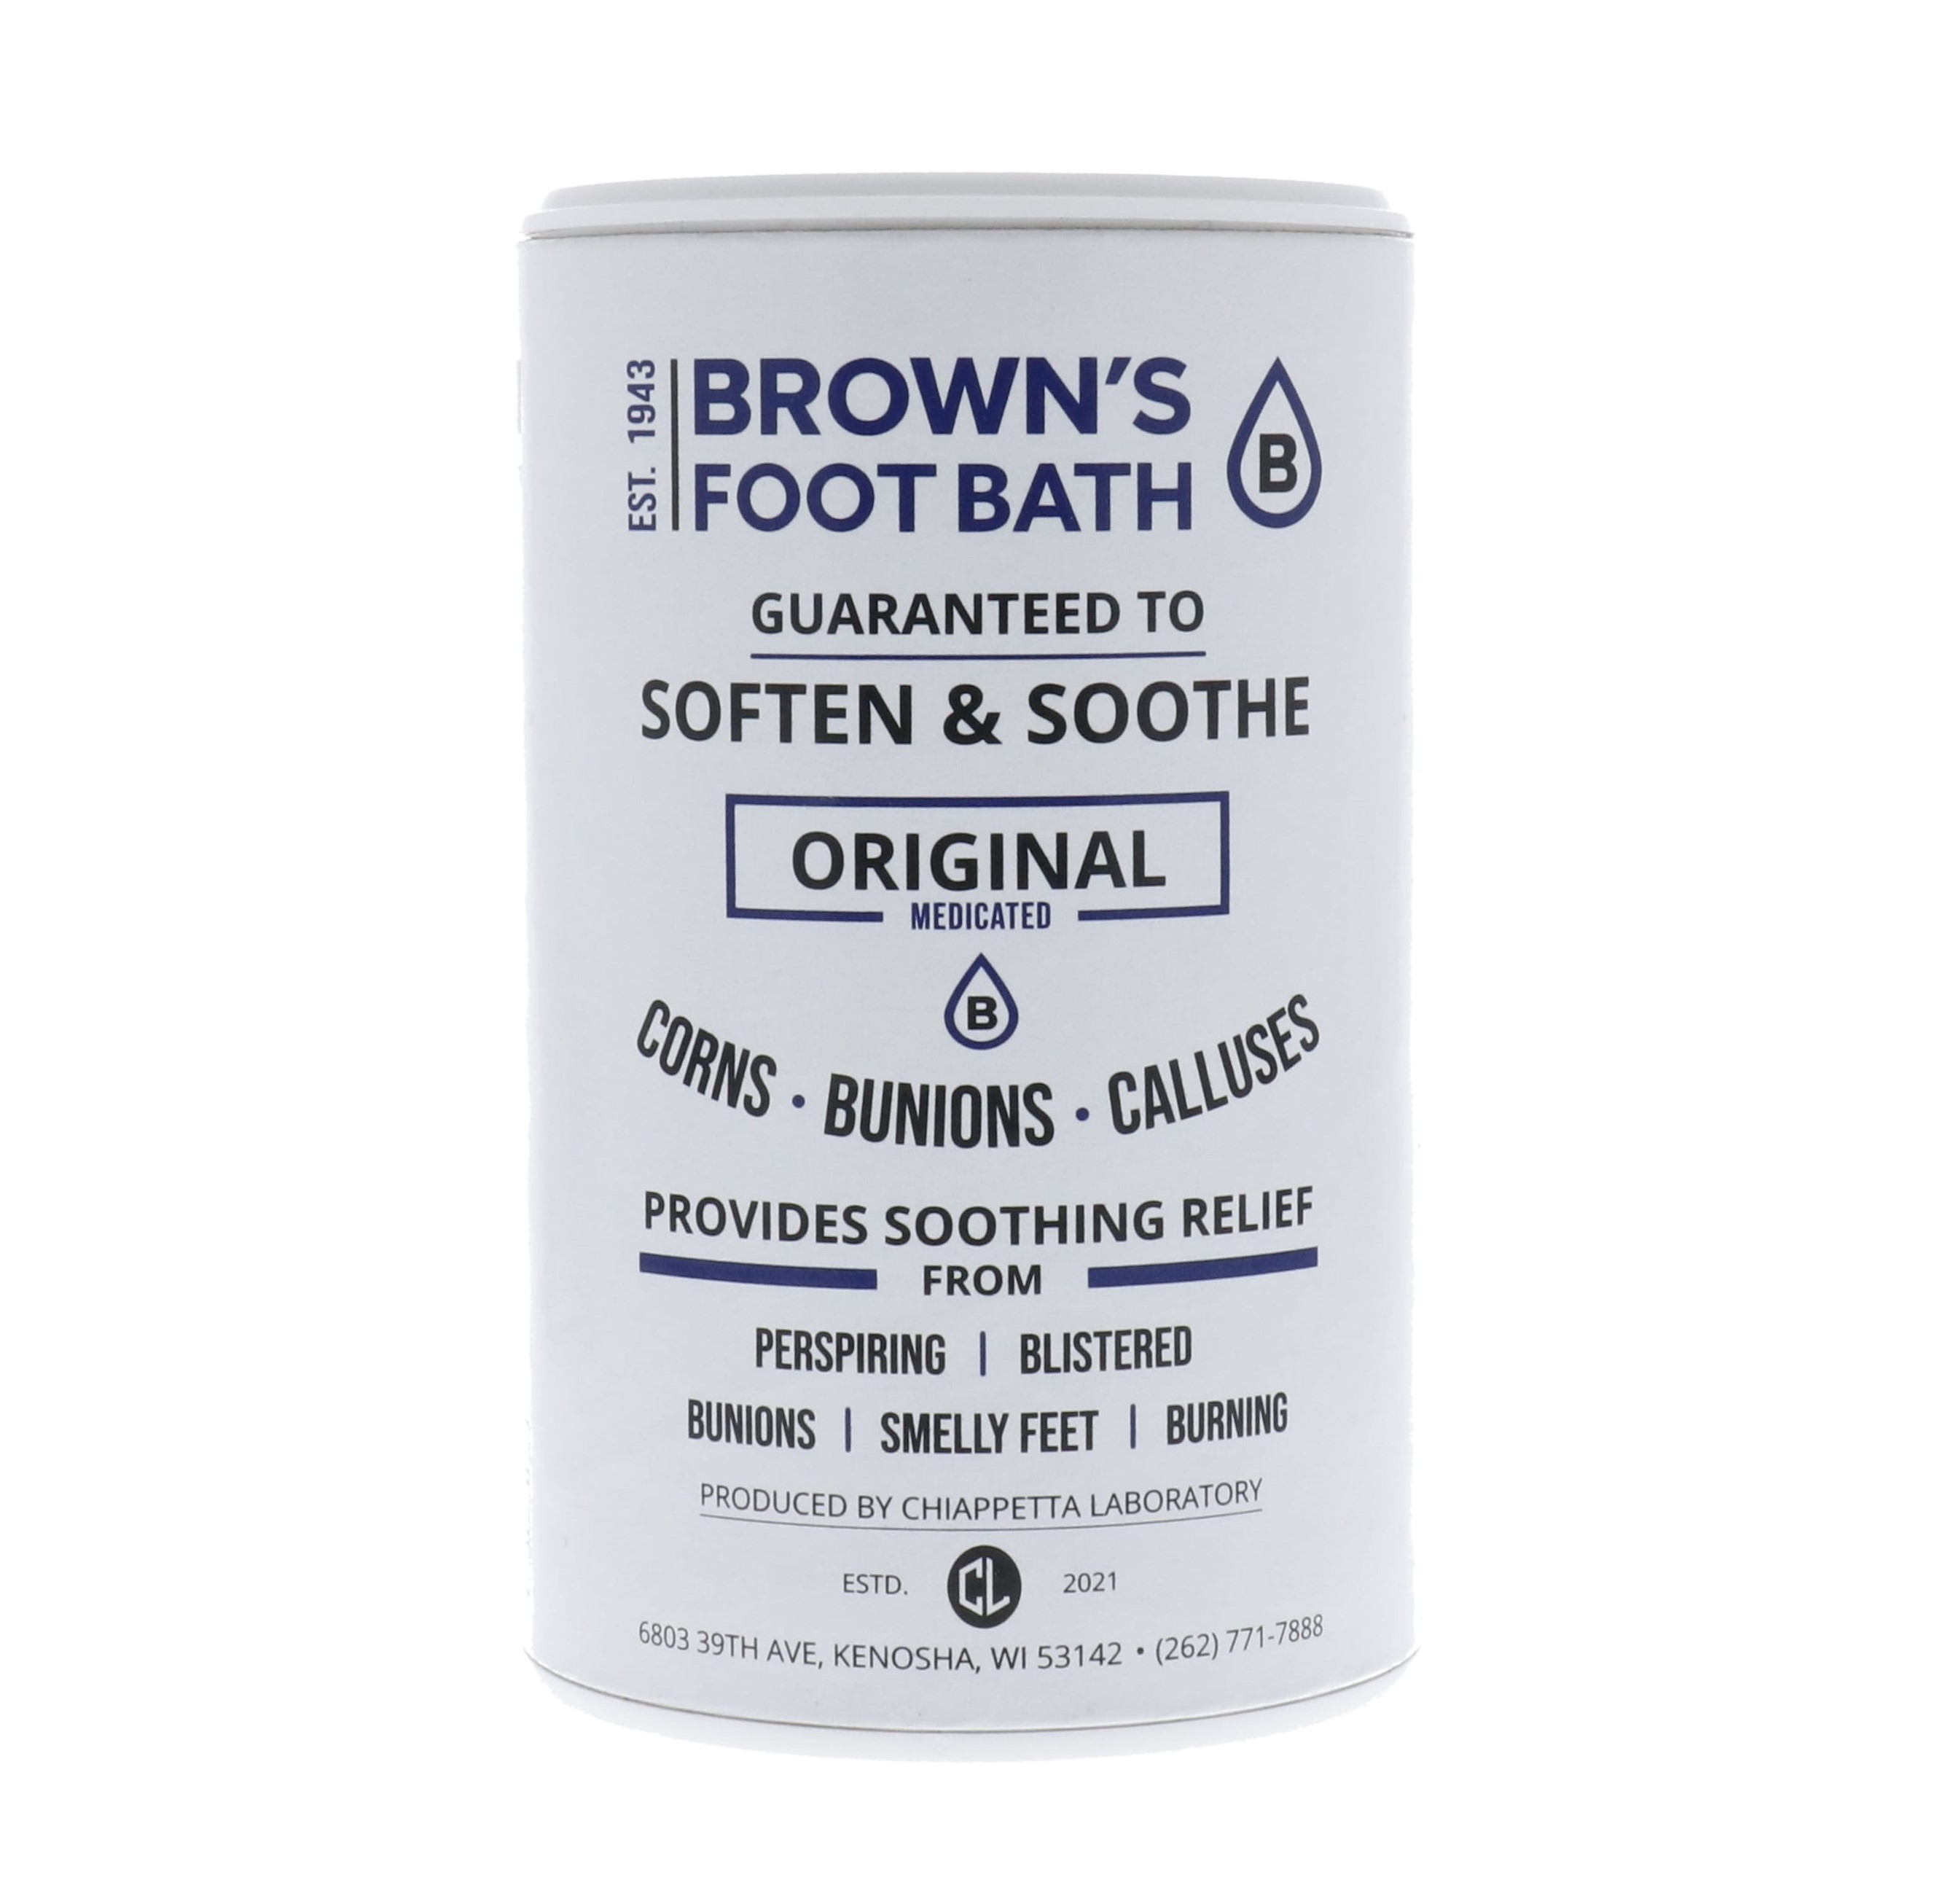 EST. 1943
BROWN'S
FOOT BATH
B
GUARANTEED TO
SOFTEN & SOOTHE
ORIGINAL
MEDICATED
B
CORNS • BUNIONS • CALLUSES
PROVIDES SOOTHING RELIEF
FROM
PERSPIRING | BLISTERED
BUNIONS | SMELLY FEET | BURNING
PRODUCED BY CHIAPPETTA LABORATORY
ESTD. CL 2021
6803 39TH AVE, KENOSHA, WI 53142 • (262) 771-7888